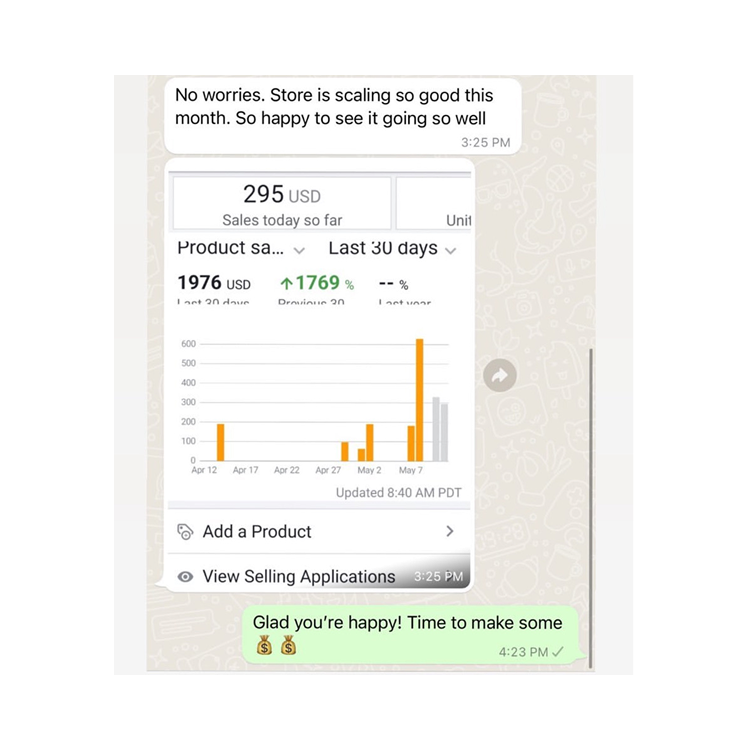 No worries. Store is scaling so good this
month. So happy to see it going so well
3:25 PM
295 USD
Sales today so far
Unit
Product sa...
Last 30 days
1976 USD
1769 %
-- %
Last 30 days
Previous 30
Last year
600
500
400
300
200
100
0
Apr 12 Apr 17 Apr 22 Apr 27 May 2 May 7
Updated 8:40 AM PDT
Add a Product
View Selling Applications
3:25 PM
Glad you're happy! Time to make some
4:23 PM